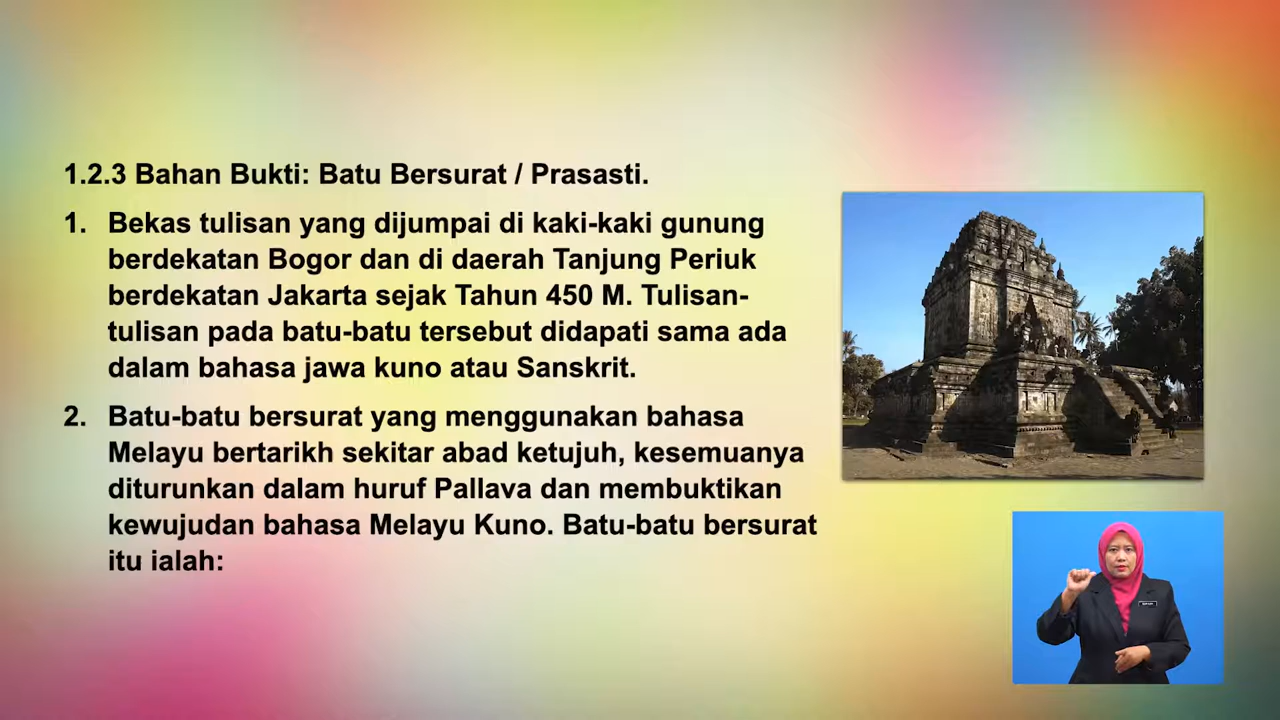 1.2.3 Bahan Bukti: Batu Bersurat / Prasasti.
1. Bekas tulisan yang dijumpai di kaki-kaki gunung
berdekatan Bogor dan di daerah Tanjung Periuk
berdekatan Jakarta sejak Tahun 450 M. Tulisan-
tulisan pada batu-batu tersebut didapati sama ada
dalam bahasa jawa kuno atau Sanskrit.
2. Batu-batu bersurat yang menggunakan bahasa
Melayu bertarikh sekitar abad ketujuh, kesemuanya
diturunkan dalam huruf Pallava dan membuktikan
kewujudan bahasa Melayu Kuno. Batu-batu bersurat
itu ialah: